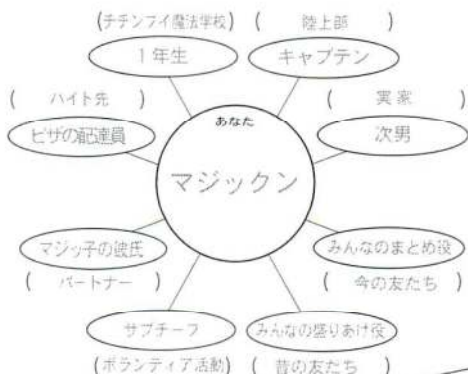 (チチンプイ魔法学校)
1年生
(陸上部)
キャプテン
(バイト先)
ピザの配達員
(実家)
次男
あなた
マジックン
マジッ子の彼氏
(パートナー)
みんなのまとめ役
(今の友たち)
サブチーフ
(ボランティア活動)
みんなの盛りあげ役
(昔の友たち)